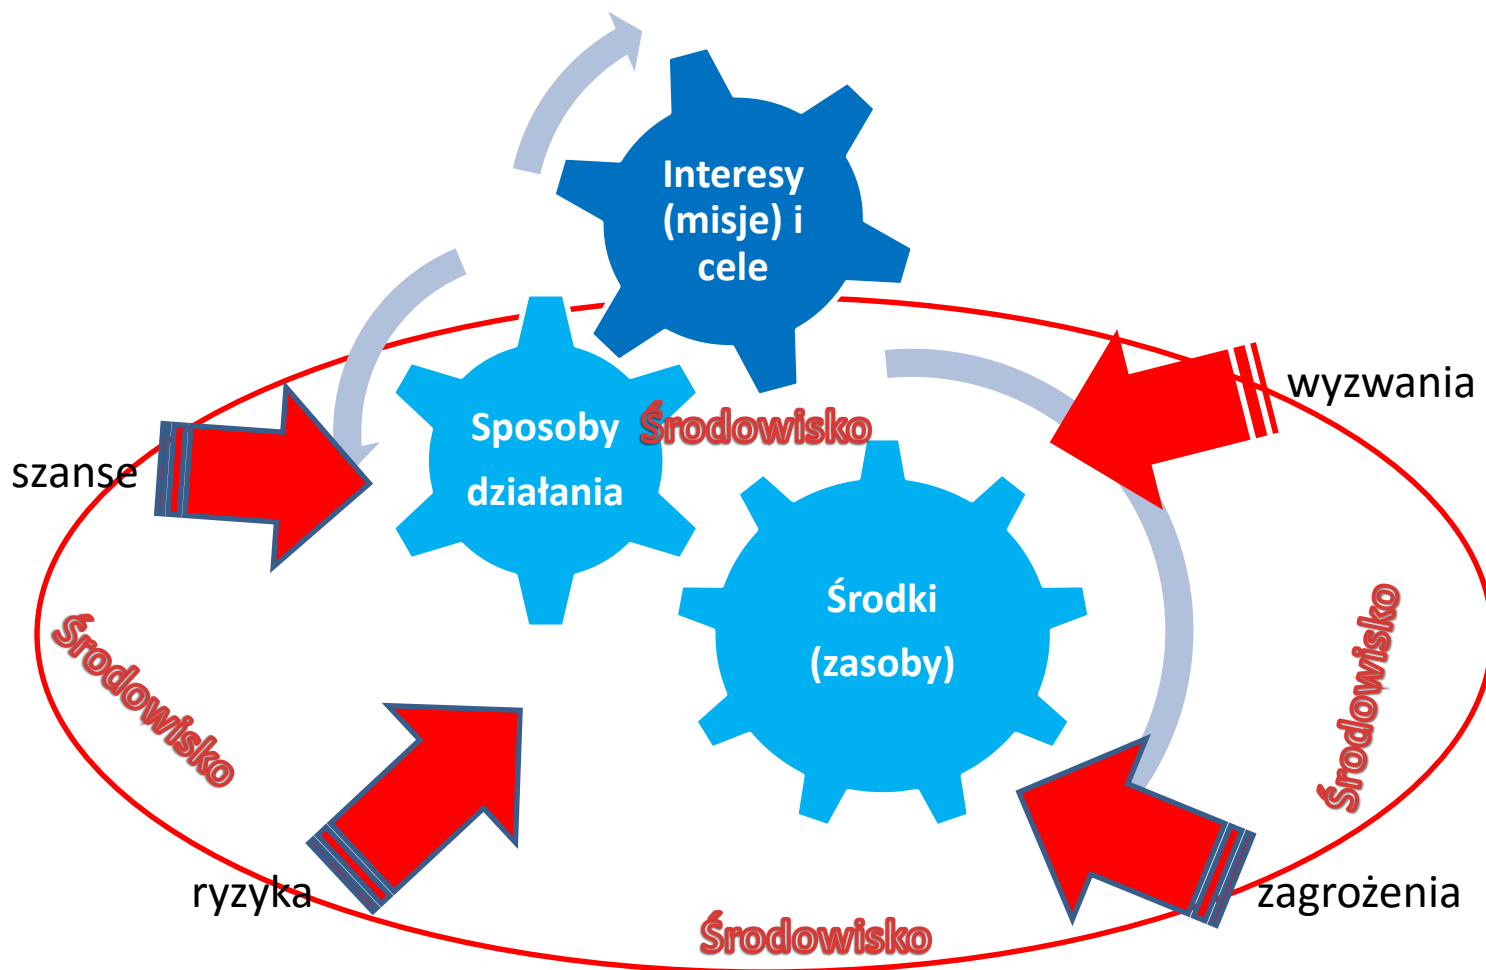 Interesy
(misje) i
cele
wyzwania
Sposoby
działania
Środowisko
szanse
Środki
(zasoby)
Środowisko
Środowisko
ryzyka
zagrożenia
Środowisko